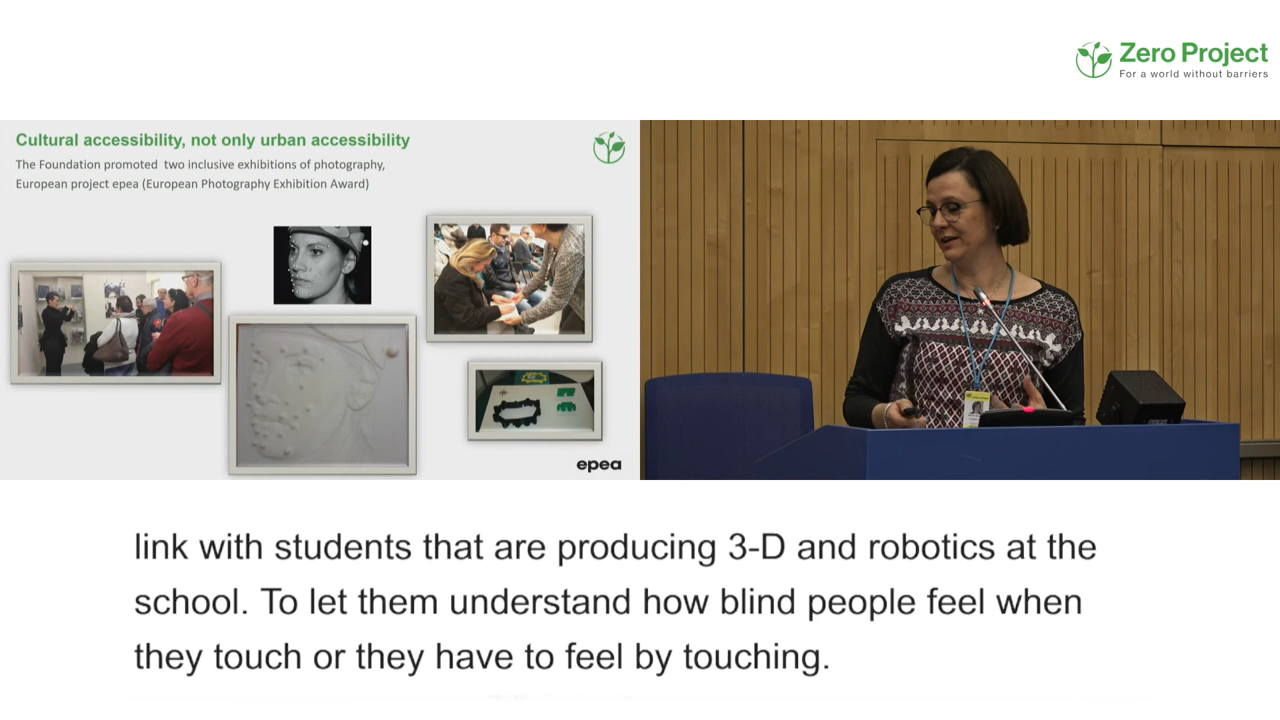 Zero Project
For a world without barriers
Cultural accessibility, not only urban accessibility
The Foundation promoted two inclusive exhibitions of photography,
European project epea (European Photography Exhibition Award)
epea
link with students that are producing 3-D and robotics at the
school. To let them understand how blind people feel when
they touch or they have to feel by touching.